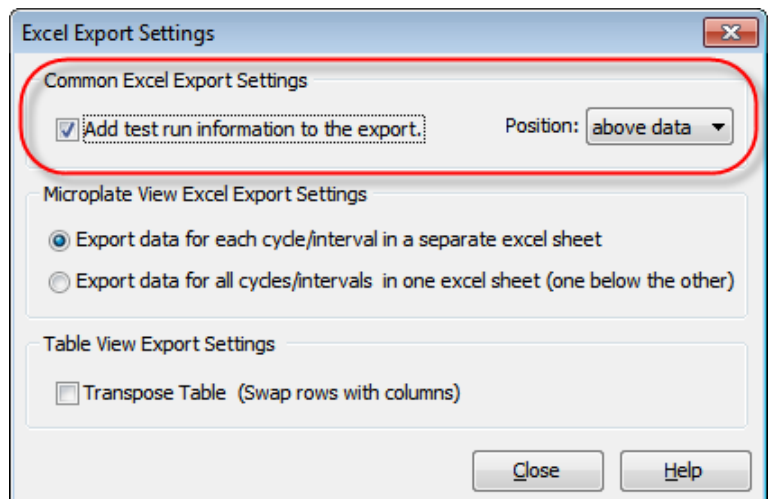 Excel Export Settings
Common Excel Export Settings
Add test run information to the export. Position: above data
Microplate View Excel Export Settings
Export data for each cycle/interval in a separate excel sheet
Export data for all cycles/intervals in one excel sheet (one below the other)
Table View Export Settings
Transpose Table (Swap rows with columns)
Close Help